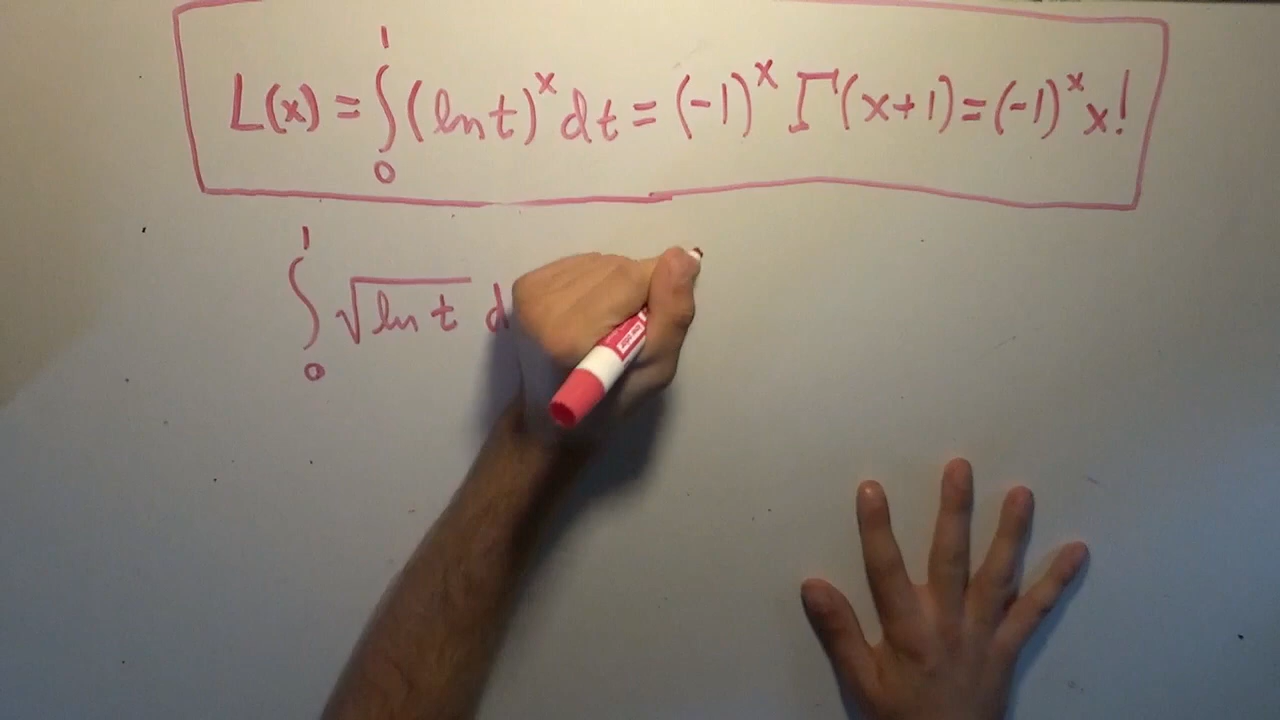 L(x) = ∫₀¹ (ln t)ˣ dt = (-1)ˣ Γ(x+1) = (-1)ˣ x!
∫₀¹ √(ln t) d